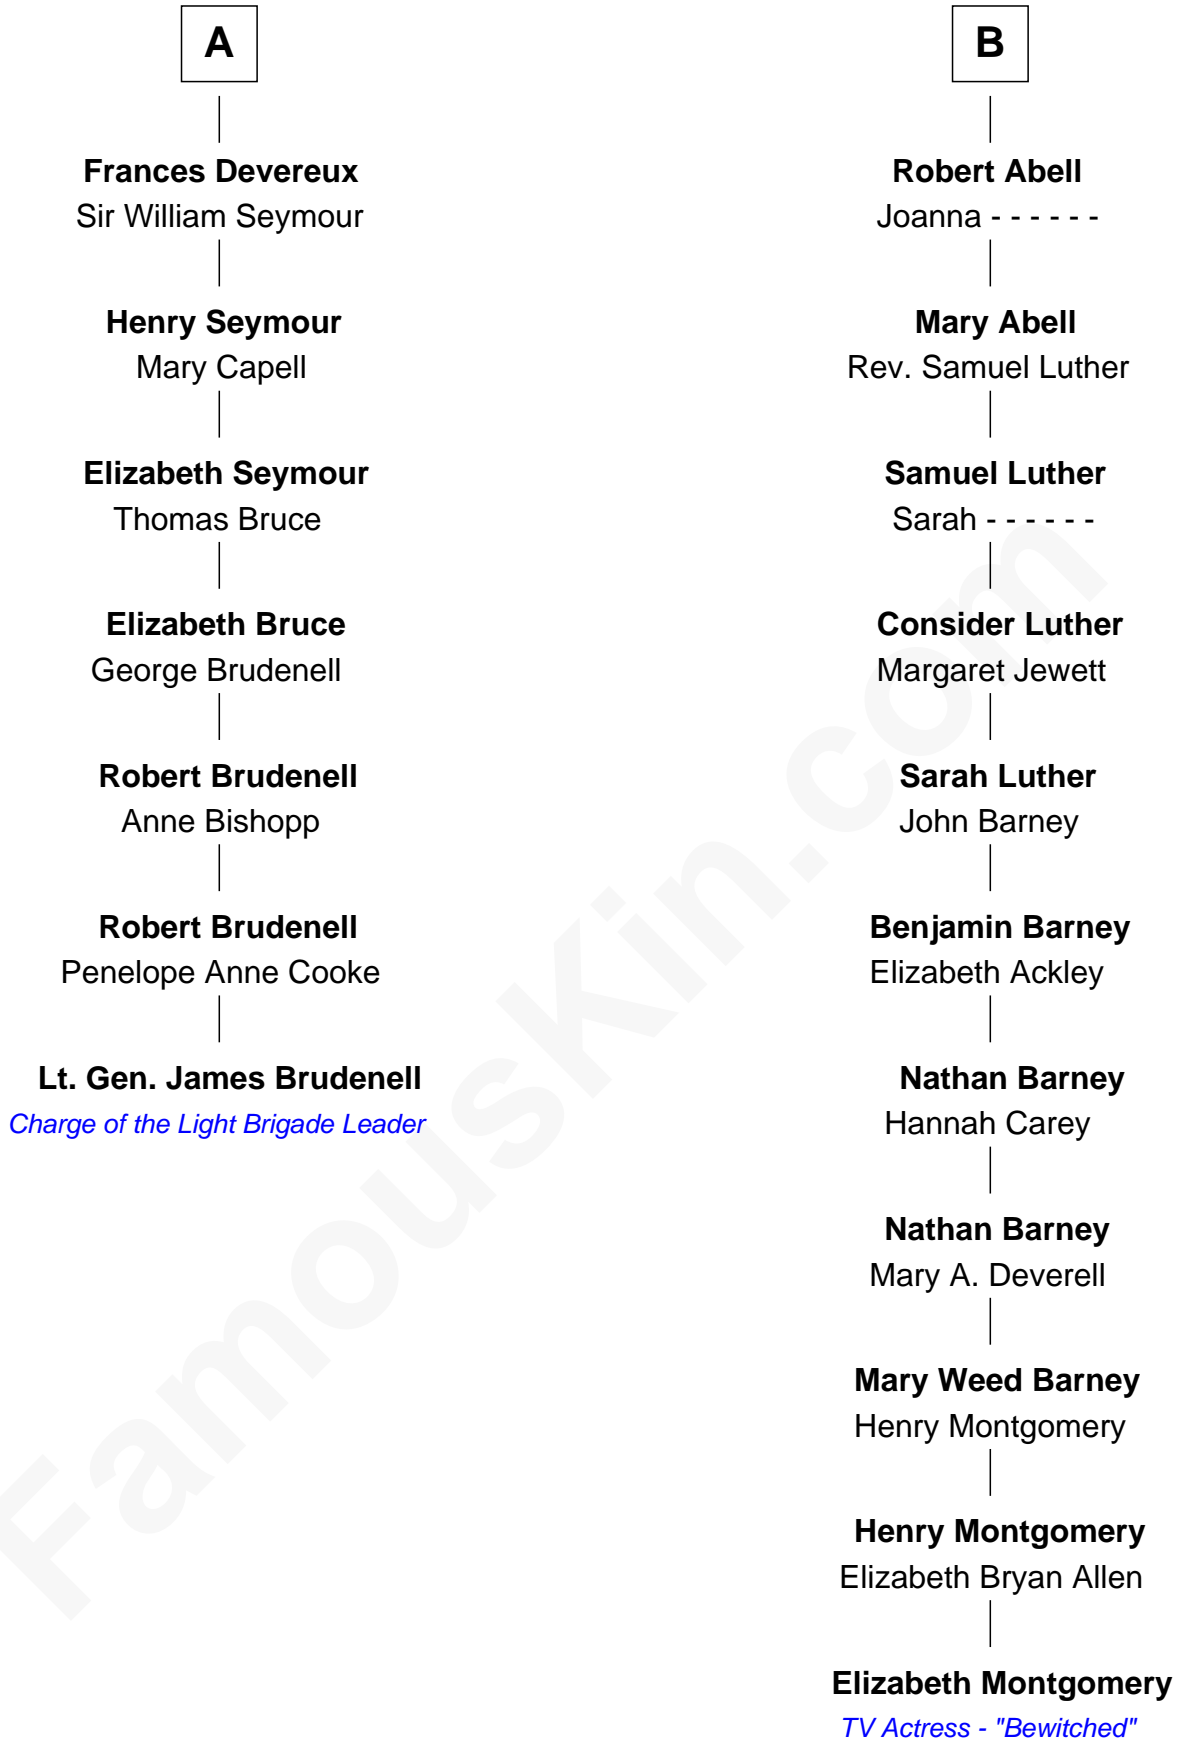 A
Frances Devereux
Sir William Seymour
Henry Seymour
Mary Capell
Elizabeth Seymour
Thomas Bruce
Elizabeth Bruce
George Brudenell
Robert Brudenell
Anne Bishopp
Robert Brudenell
Penelope Anne Cooke
Lt. Gen. James Brudenell
Charge of the Light Brigade Leader
B
Robert Abell
Joanna - - - - - -
Mary Abell
Rev. Samuel Luther
Samuel Luther
Sarah - - - - - -
Consider Luther
Margaret Jewett
Sarah Luther
John Barney
Benjamin Barney
Elizabeth Ackley
Nathan Barney
Hannah Carey
Nathan Barney
Mary A. Deverell
Mary Weed Barney
Henry Montgomery
Henry Montgomery
Elizabeth Bryan Allen
Elizabeth Montgomery
TV Actress - "Bewitched"
FamousKin.com